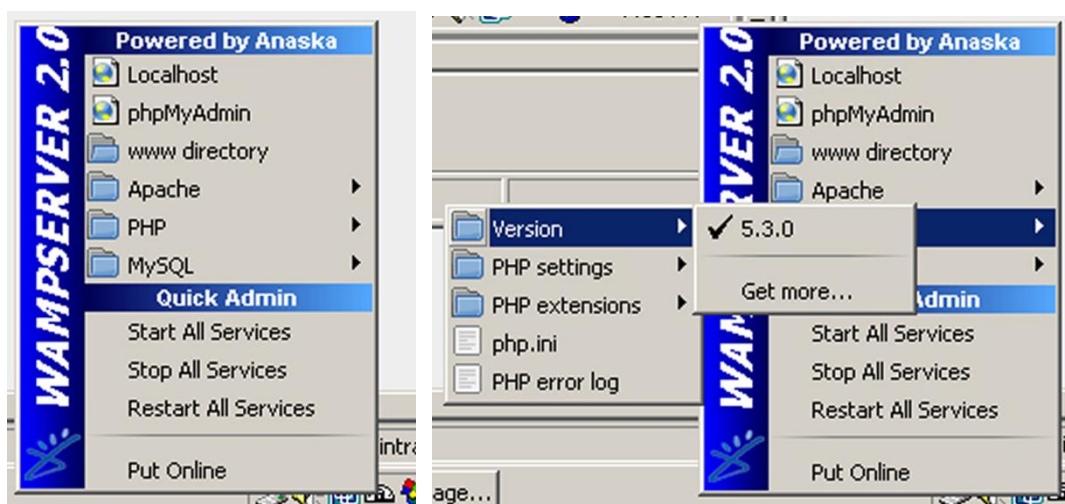 WAMPSERVER 2.0
Powered by Anaska
Localhost
phpMyAdmin
www directory
Apache
PHP
MySQL
Quick Admin
Start All Services
Stop All Services
Restart All Services
Put Online
intra
Powered by Anaska
Localhost
phpMyAdmin
www directory
Apache
Version
PHP settings
PHP extensions
php.ini
PHP error log
5.3.0
Get more...
Admin
Start All Services
Stop All Services
Restart All Services
Put Online
age...